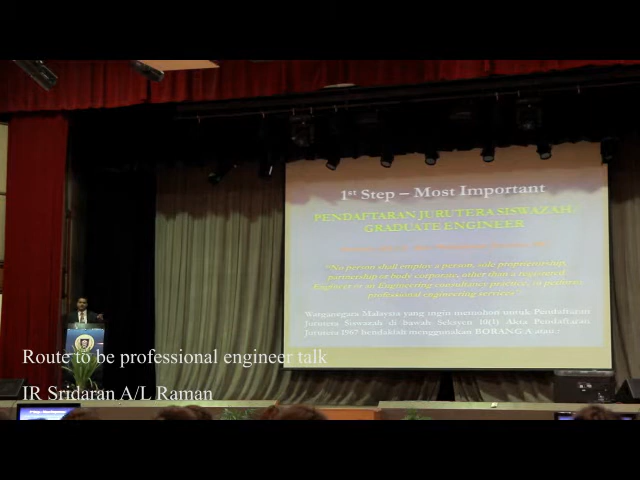 1st Step – Most Important
PENDAFTARAN JURUTERA SISWAZAH/
GRADUATE ENGINEER
"No person shall employ a person, sole proprietorship,
partnership or body corporate, other than a registered
Engineer or an Engineering consultancy practice, to perform
professional engineering services"
Warganegara Malaysia yang ingin memohon untuk Pendaftaran
Jurutera Siswazah di bawah Seksyen 10(1) Akta Pendaftaran
Jurutera 1967 hendaklah menggunakan BORANG A
Route to be professional engineer talk
IR Sridaran A/L Raman